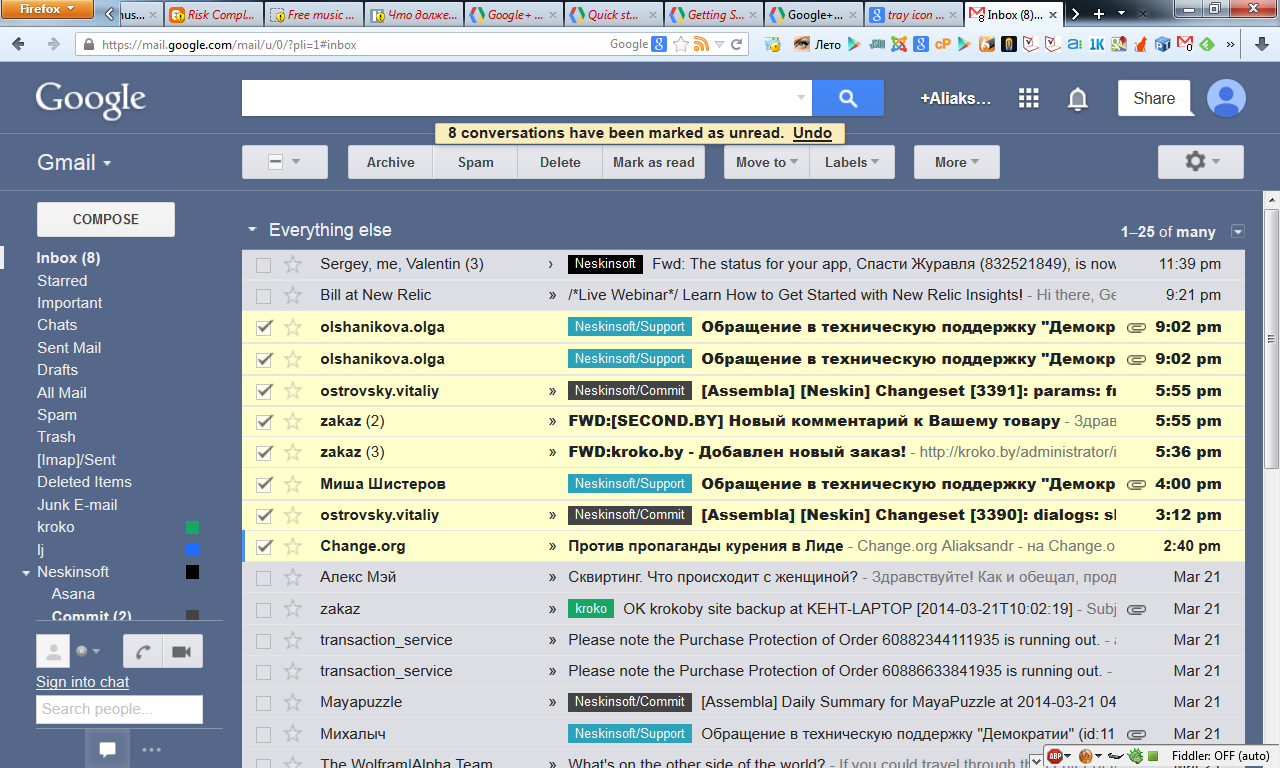 Firefox
mus...
Risk Compl...
Free music ...
Что долже...
Google+ ...
Quick st...
Getting S...
Google+...
tray icon ...
Inbox (8)...
https://mail.google.com/mail/u/0/?pli=1#inbox
Google
Лето
1K
Google
+Aliaks...
Share
8 conversations have been marked as unread. Undo
Gmail
Archive
Spam
Delete
Mark as read
Move to
Labels
More
COMPOSE
Inbox (8)
Starred
Important
Chats
Sent Mail
Drafts
All Mail
Spam
Trash
[Imap]/Sent
Deleted Items
Junk E-mail
kroko
lj
Neskinsoft
Asana
Commit (2)
Sign into chat
Search people...
Everything else
1–25 of many
Sergey, me, Valentin (3) › Neskinsoft Fwd: The status for your app, Спасти Журавля (832521849), is now 11:39 pm
Bill at New Relic » /*Live Webinar*/ Learn How to Get Started with New Relic Insights! - Hi there, Ge 9:21 pm
olshanikova.olga Neskinsoft/Support Обращение в техническую поддержку "Демокр 9:02 pm
olshanikova.olga Neskinsoft/Support Обращение в техническую поддержку "Демокр 9:02 pm
ostrovsky.vitaliy » Neskinsoft/Commit [Assembla] [Neskin] Changeset [3391]: params: fr 5:55 pm
zakaz (2) » FWD:[SECOND.BY] Новый комментарий к Вашему товару - Здрав 5:55 pm
zakaz (3) » FWD:kroko.by - Добавлен новый заказ! - http://kroko.by/administrator/i 5:36 pm
Миша Шистеров Neskinsoft/Support Обращение в техническую поддержку "Демокр 4:00 pm
ostrovsky.vitaliy » Neskinsoft/Commit [Assembla] [Neskin] Changeset [3390]: dialogs: sl 3:12 pm
Change.org » Против пропаганды курения в Лиде - Change.org Aliaksandr - на Change.o 2:40 pm
Алекс Мэй » Сквиртинг. Что происходит с женщиной? - Здравствуйте! Как и обещал, прод Mar 21
zakaz » kroko OK krokoby site backup at KEHT-LAPTOP [2014-03-21T10:02:19] - Subj Mar 21
transaction_service » Please note the Purchase Protection of Order 60882344111935 is running out. - Mar 21
transaction_service » Please note the Purchase Protection of Order 60886633841935 is running out. - Mar 21
Mayapuzzle » Neskinsoft/Commit [Assembla] Daily Summary for MayaPuzzle at 2014-03-21 04 Mar 21
Михалыч » Neskinsoft/Support Обращение в техническую поддержку "Демократии" (id:11 Mar 21
The Wolfram|Alpha Team » What's on the other side of the world? - If you could travel through th
ABP
Fiddler: OFF (auto)